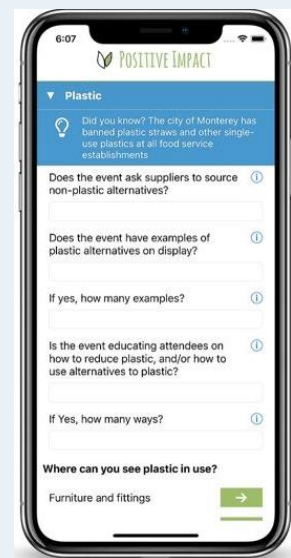 6:07
POSITIVE IMPACT
Plastic
Did you know? The city of Monterey has
banned plastic straws and other single-
use plastics at all food service
establishments
Does the event ask suppliers to source
non-plastic alternatives?
Does the event have examples of
plastic alternatives on display?
If yes, how many examples?
Is the event educating attendees on
how to reduce plastic, and/or how to
use alternatives to plastic?
If Yes, how many ways?
Where can you see plastic in use?
Furniture and fittings